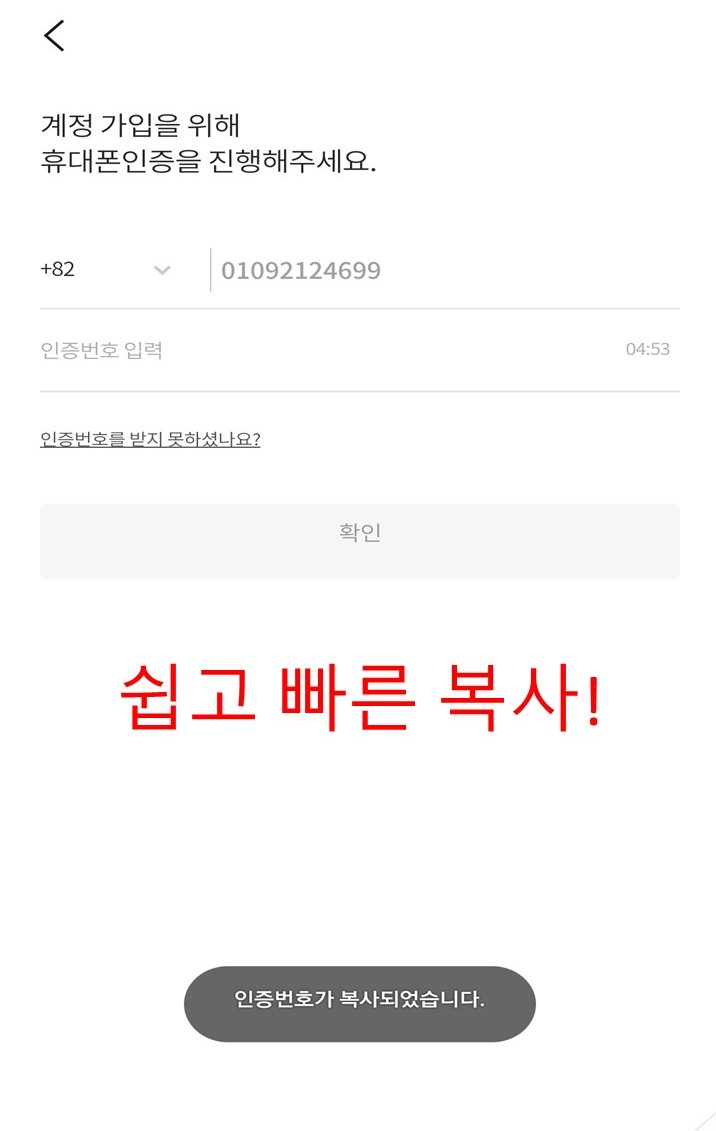 계정 가입을 위해
휴대폰인증을 진행해주세요.
+82 01092124699
인증번호 입력 04:53
인증번호를 받지 못하셨나요?
확인
쉽고 빠른 복사!
인증번호가 복사되었습니다.